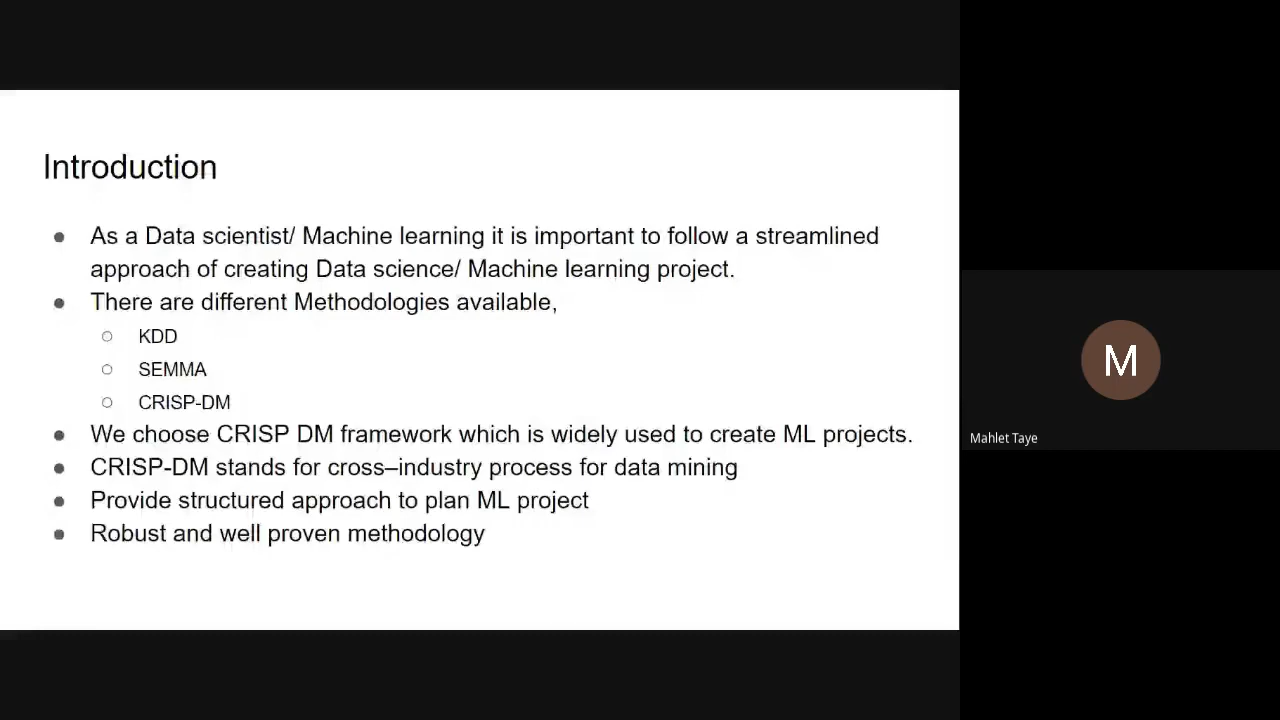 Introduction
● As a Data scientist/ Machine learning it is important to follow a streamlined
approach of creating Data science/ Machine learning project.
● There are different Methodologies available,
○ KDD
○ SEMMA
○ CRISP-DM
● We choose CRISP DM framework which is widely used to create ML projects.
● CRISP-DM stands for cross–industry process for data mining
● Provide structured approach to plan ML project
● Robust and well proven methodology
M
Mahlet Taye